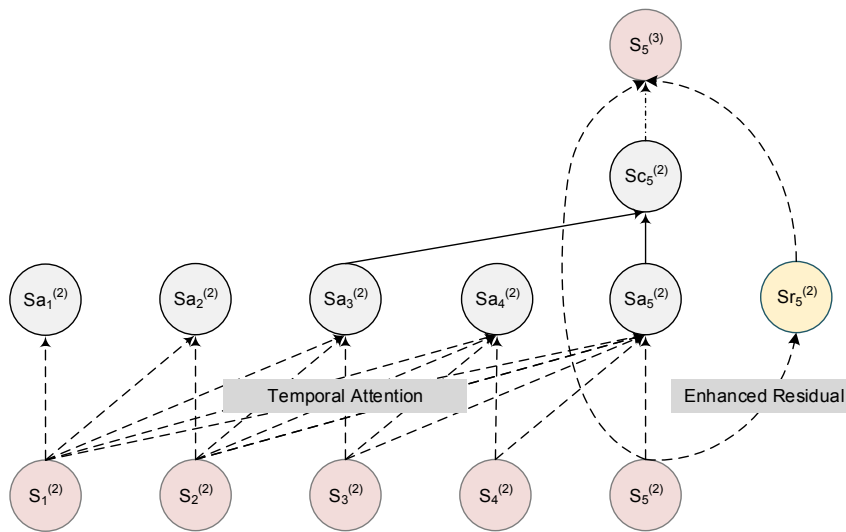 S₅⁽³⁾
Sc₅⁽²⁾
Sa₁⁽²⁾ Sa₂⁽²⁾ Sa₃⁽²⁾ Sa₄⁽²⁾ Sa₅⁽²⁾ Sr₅⁽²⁾
Temporal Attention Enhanced Residual
S₁⁽²⁾ S₂⁽²⁾ S₃⁽²⁾ S₄⁽²⁾ S₅⁽²⁾